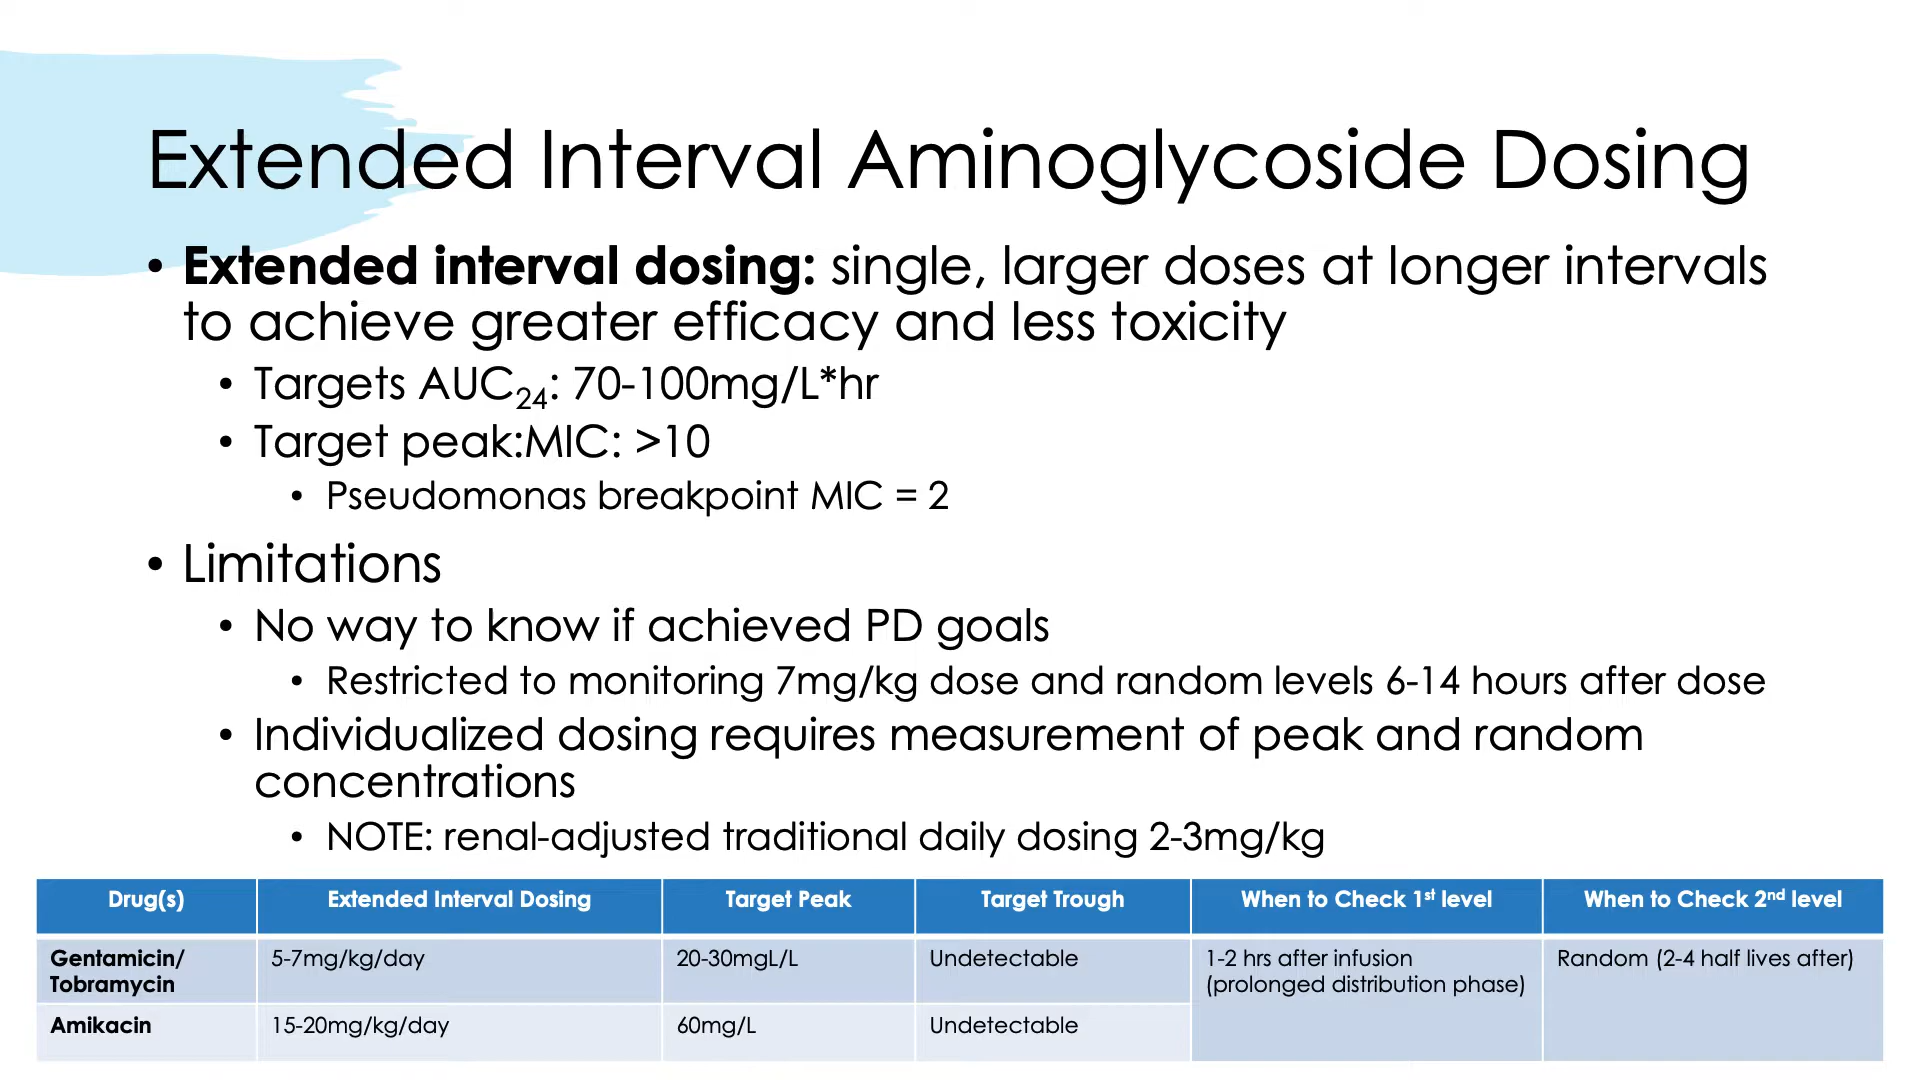 Extended Interval Aminoglycoside Dosing
• Extended interval dosing: single, larger doses at longer intervals
to achieve greater efficacy and less toxicity
• Targets AUC24: 70-100mg/L*hr
• Target peak:MIC: >10
• Pseudomonas breakpoint MIC = 2
• Limitations
• No way to know if achieved PD goals
• Restricted to monitoring 7mg/kg dose and random levels 6-14 hours after dose
• Individualized dosing requires measurement of peak and random
concentrations
• NOTE: renal-adjusted traditional daily dosing 2-3mg/kg
Drug(s) Extended Interval Dosing Target Peak Target Trough When to Check 1st level When to Check 2nd level
Gentamicin/ 5-7mg/kg/day 20-30mgL/L Undetectable 1-2 hrs after infusion Random (2-4 half lives after)
Tobramycin (prolonged distribution phase)
Amikacin 15-20mg/kg/day 60mg/L Undetectable